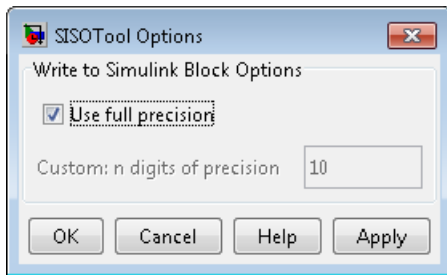 SISOTool Options
Write to Simulink Block Options
Use full precision
Custom: n digits of precision 10
OK Cancel Help Apply